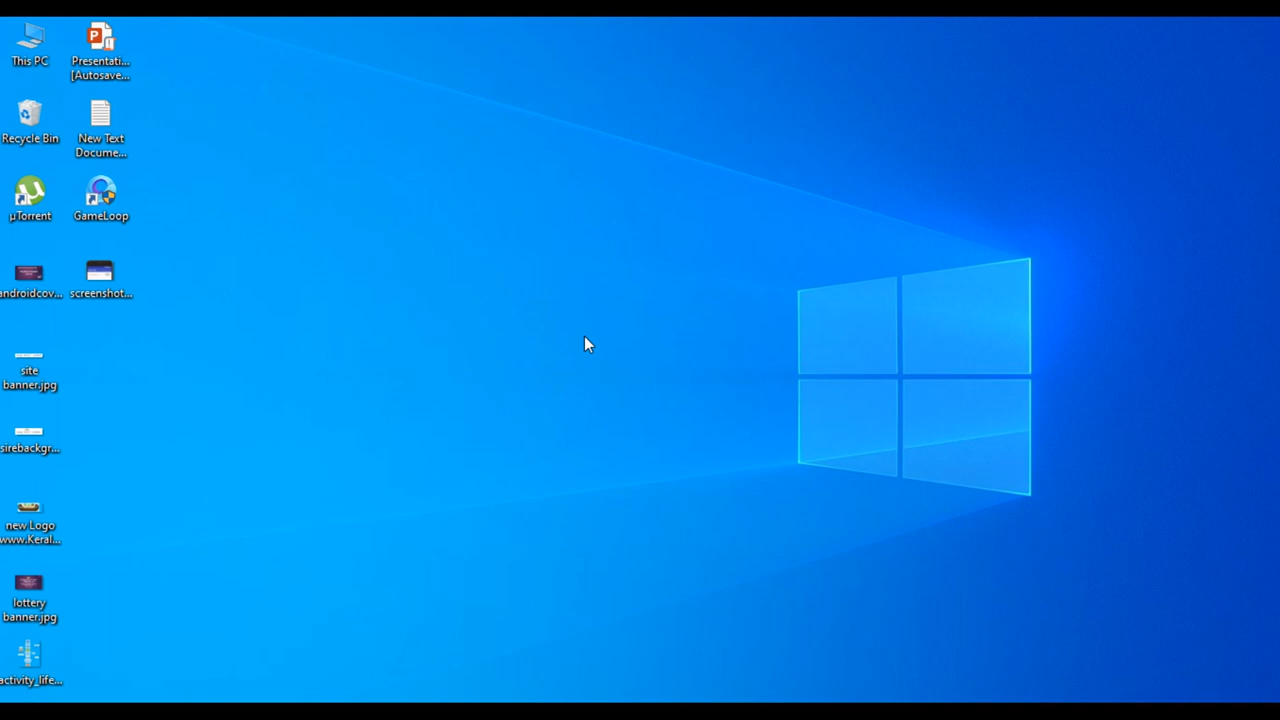 This PC
Presentati...
[Autosave...
Recycle Bin
New Text
Docume...
µTorrent
GameLoop
androidcov...
screenshot...
site
banner.jpg
sirebackgr...
new Logo
www.Keral...
lottery
banner.jpg
activity_life...